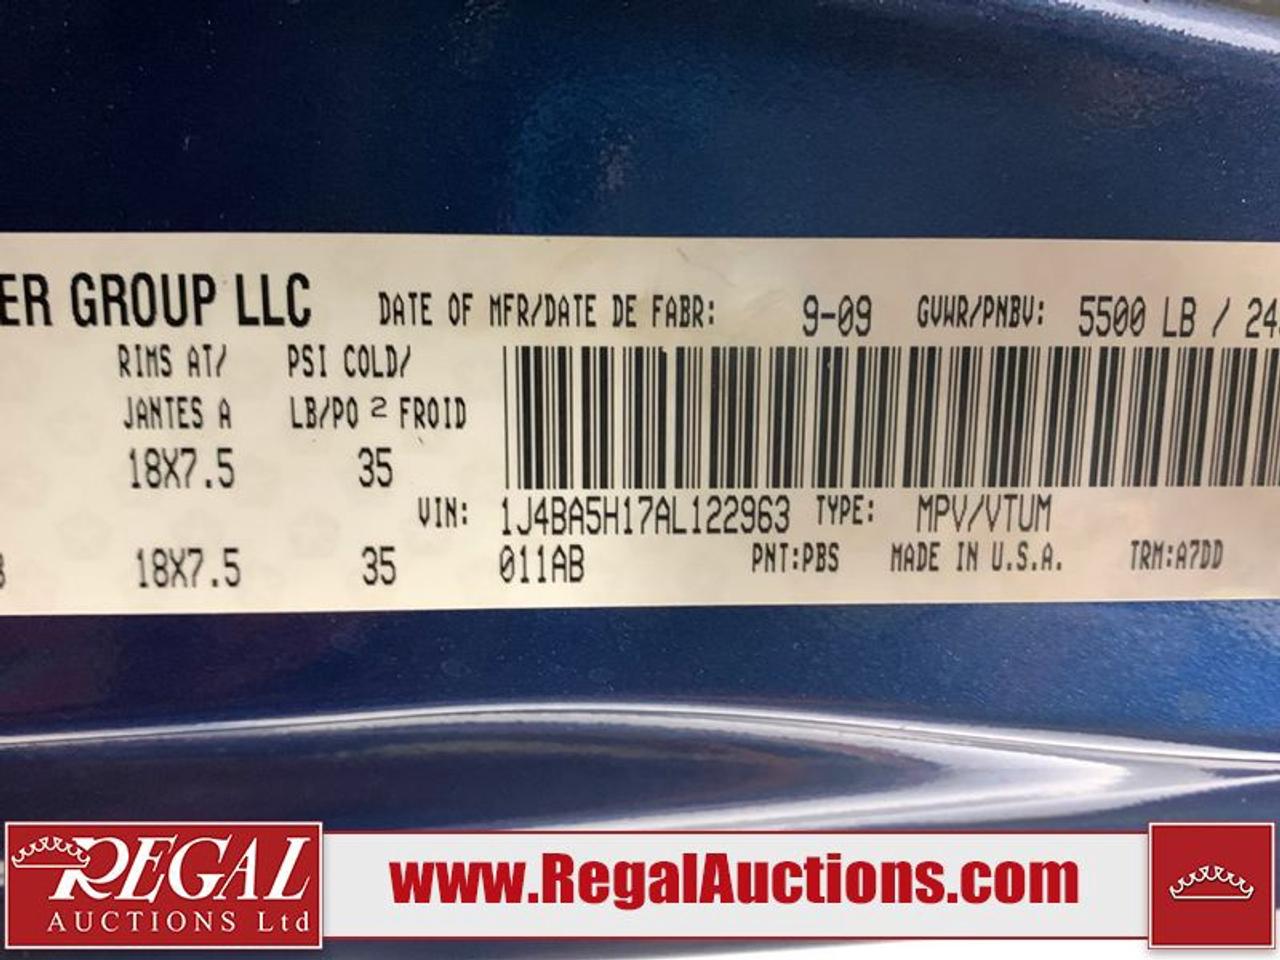 ER GROUP LLC DATE OF MFR/DATE DE FABR: 9-09 GVWR/PNBV: 5500 LB / 24
RIMS AT/ PSI COLD/
JANTES A LB/PO 2 FROID
18X7.5 35
VIN: 1J4BA5H17AL122963 TYPE: MPV/VTUM
18X7.5 35 011AB PNT:PBS MADE IN U.S.A. TRM:A7DD
REGAL
AUCTIONS Ltd
www.RegalAuctions.com